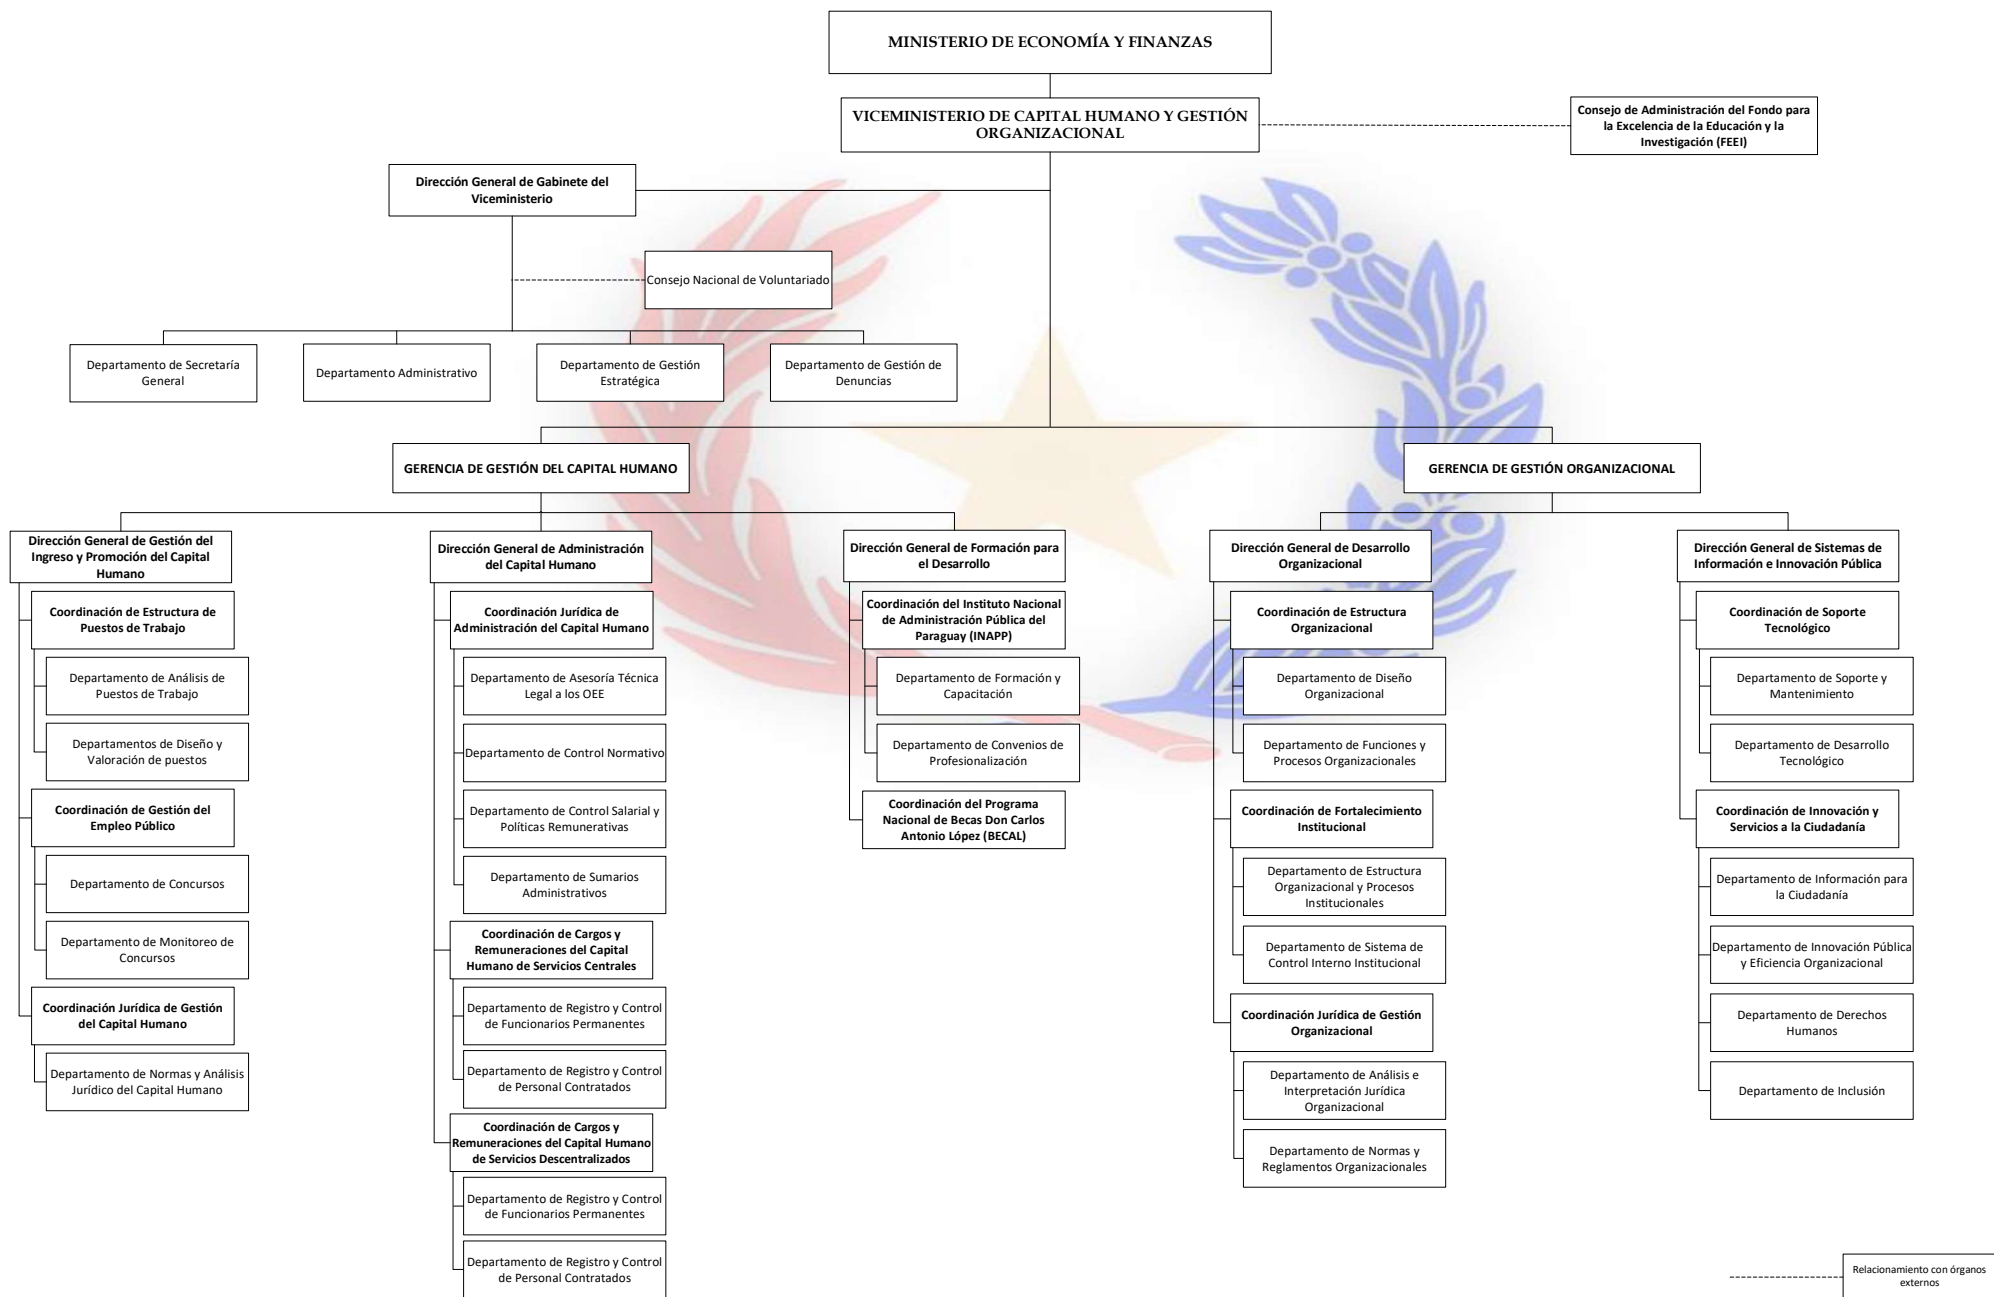 MINISTERIO DE ECONOMÍA Y FINANZAS
VICEMINISTERIO DE CAPITAL HUMANO Y GESTIÓN
ORGANIZACIONAL
Consejo de Administración del Fondo para
la Excelencia de la Educación y la
Investigación (FEEI)
Dirección General de Gabinete del
Viceministerio
Consejo Nacional de Voluntariado
Departamento de Secretaría
General
Departamento Administrativo
Departamento de Gestión
Estratégica
Departamento de Gestión de
Denuncias
GERENCIA DE GESTIÓN DEL CAPITAL HUMANO
GERENCIA DE GESTIÓN ORGANIZACIONAL
Dirección General de Gestión del
Ingreso y Promoción del Capital
Humano
Coordinación de Estructura de
Puestos de Trabajo
Departamento de Análisis de
Puestos de Trabajo
Departamentos de Diseño y
Valoración de puestos
Coordinación de Gestión del
Empleo Público
Departamento de Concursos
Departamento de Monitoreo de
Concursos
Coordinación Jurídica de Gestión
del Capital Humano
Departamento de Normas y Análisis
Jurídico del Capital Humano
Dirección General de Administración
del Capital Humano
Coordinación Jurídica de
Administración del Capital Humano
Departamento de Asesoría Técnica
Legal a los OEE
Departamento de Control Normativo
Departamento de Control Salarial y
Políticas Remunerativas
Departamento de Sumarios
Administrativos
Coordinación de Cargos y
Remuneraciones del Capital
Humano de Servicios Centrales
Departamento de Registro y Control
de Funcionarios Permanentes
Departamento de Registro y Control
de Personal Contratados
Coordinación de Cargos y
Remuneraciones del Capital Humano
de Servicios Descentralizados
Departamento de Registro y Control
de Funcionarios Permanentes
Departamento de Registro y Control
de Personal Contratados
Dirección General de Formación para
el Desarrollo
Coordinación del Instituto Nacional
de Administración Pública del
Paraguay (INAPP)
Departamento de Formación y
Capacitación
Departamento de Convenios de
Profesionalización
Coordinación del Programa
Nacional de Becas Don Carlos
Antonio López (BECAL)
Dirección General de Desarrollo
Organizacional
Coordinación de Estructura
Organizacional
Departamento de Diseño
Organizacional
Departamento de Funciones y
Procesos Organizacionales
Coordinación de Fortalecimiento
Institucional
Departamento de Estructura
Organizacional y Procesos
Institucionales
Departamento de Sistema de
Control Interno Institucional
Coordinación Jurídica de Gestión
Organizacional
Departamento de Análisis e
Interpretación Jurídica
Organizacional
Departamento de Normas y
Reglamentos Organizacionales
Dirección General de Sistemas de
Información e Innovación Pública
Coordinación de Soporte
Tecnológico
Departamento de Soporte y
Mantenimiento
Departamento de Desarrollo
Tecnológico
Coordinación de Innovación y
Servicios a la Ciudadanía
Departamento de Información para
la Ciudadanía
Departamento de Innovación Pública
y Eficiencia Organizacional
Departamento de Derechos
Humanos
Departamento de Inclusión
Relacionamiento con órganos
externos